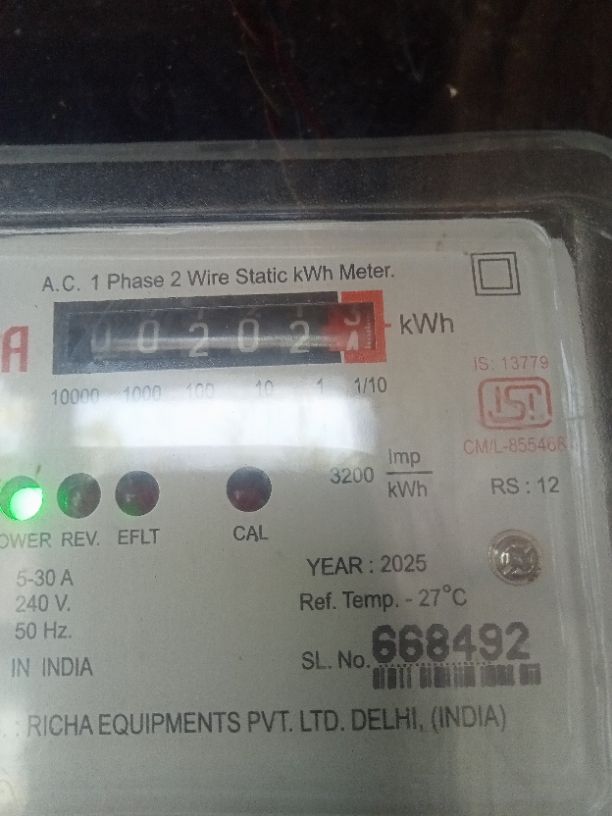 A.C. 1 Phase 2 Wire Static kWh Meter.
A
0 0 2 0 2
kWh
10000 1000 100 10 1 1/10
IS: 13779
ISI
CM/L-855468
3200 Imp
kWh
RS : 12
OWER REV. EFLT CAL
5-30 A
240 V.
50 Hz.
IN INDIA
YEAR : 2025
Ref. Temp. - 27°C
SL. No. 668492
: RICHA EQUIPMENTS PVT. LTD. DELHI, (INDIA)